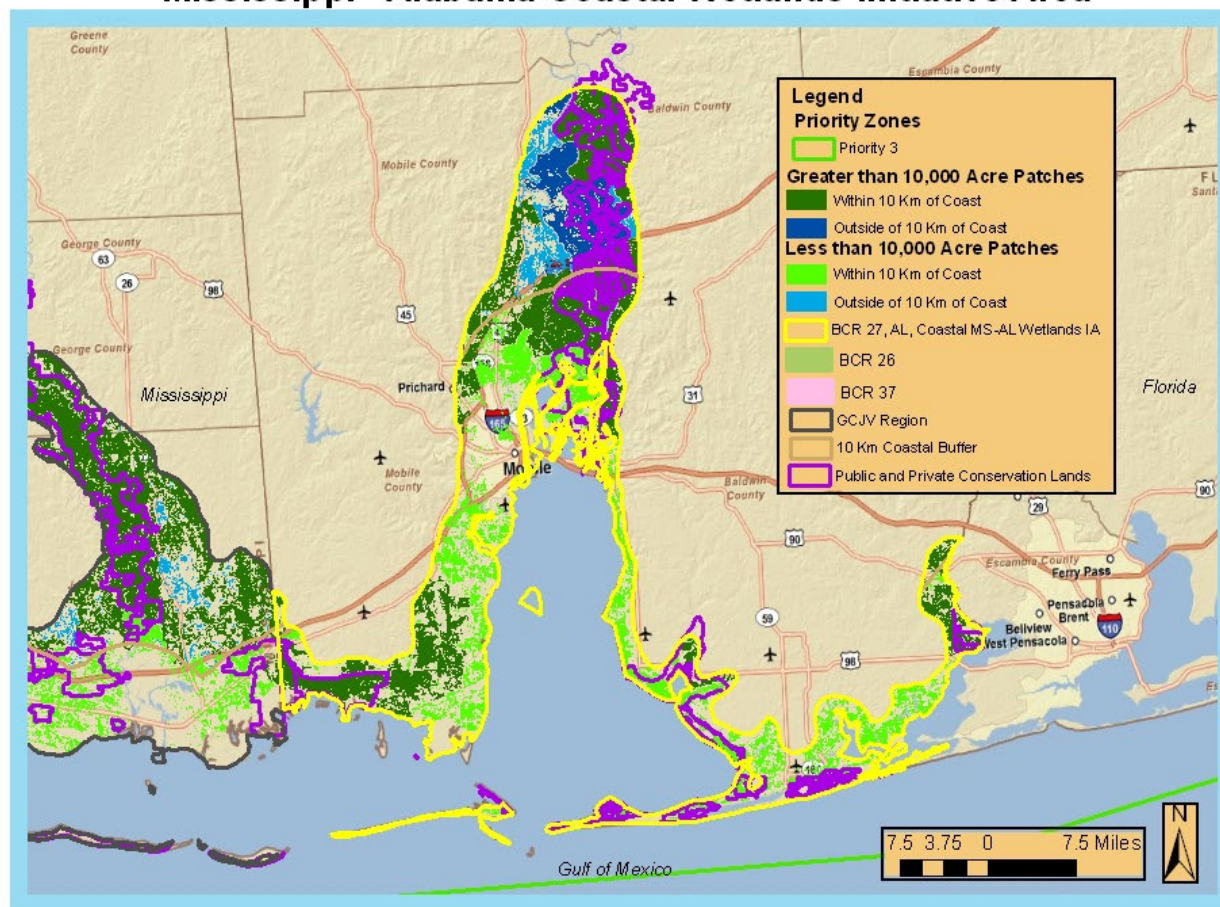 Mississippi - Alabama Coastal Wetlands Initiative Area
Greene
County
Escambia County
Baldwin County
Mobile County
George County
63
26
98
45
George County
Mississippi
Prichard
165
Mobile
Mobile
County
31
Baldwin
County
90
59
98
Florida
90
29
Escambia County
Ferry Pass
Pensacola
Brent
110
Bellview
West Pensacola
Legend
Priority Zones
Priority 3
Greater than 10,000 Acre Patches
Within 10 Km of Coast
Outside of 10 Km of Coast
Less than 10,000 Acre Patches
Within 10 Km of Coast
Outside of 10 Km of Coast
BCR 27, AL, Coastal MS-AL Wetlands IA
BCR 26
BCR 37
GCJV Region
10 Km Coastal Buffer
Public and Private Conservation Lands
Gulf of Mexico
7.5 3.75 0 7.5 Miles
N